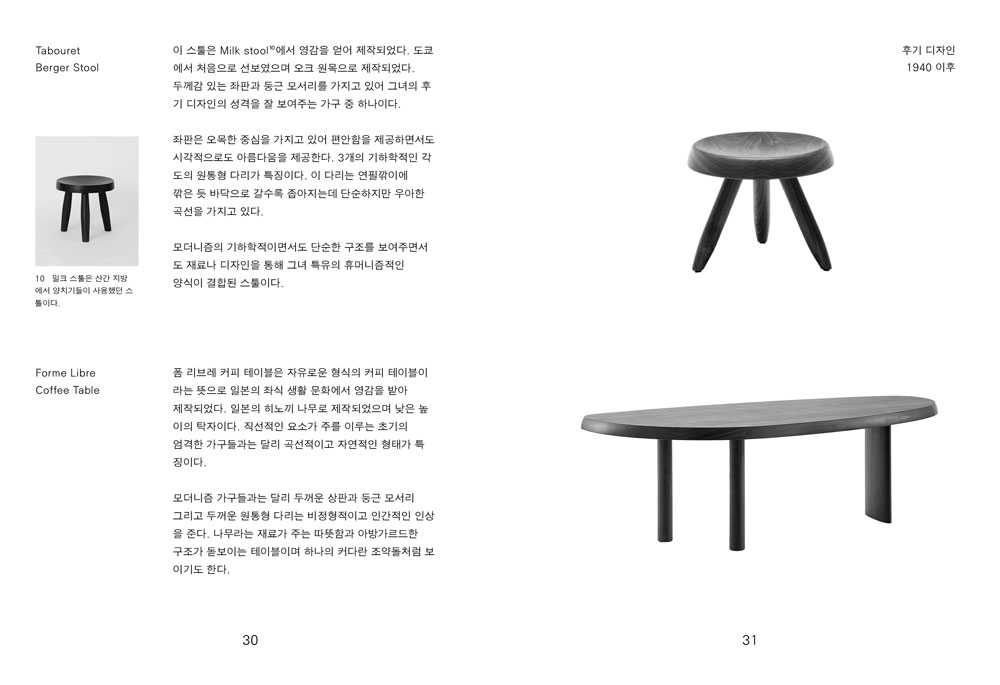 Tabouret
Berger Stool
이 스툴은 Milk stool¹⁰에서 영감을 얻어 제작되었다. 도쿄
에서 처음으로 선보였으며 오크 원목으로 제작되었다.
두께감 있는 좌판과 둥근 모서리를 가지고 있어 그녀의 후
기 디자인의 성격을 잘 보여주는 가구 중 하나이다.
좌판은 오목한 중심을 가지고 있어 편안함을 제공하면서도
시각적으로도 아름다움을 제공한다. 3개의 기하학적인 각
도의 원통형 다리가 특징이다. 이 다리는 연필깎이에
깎은 듯 바닥으로 갈수록 좁아지는데 단순하지만 우아한
곡선을 가지고 있다.
모더니즘의 기하학적이면서도 단순한 구조를 보여주면서
도 재료나 디자인을 통해 그녀 특유의 휴머니즘적인
양식이 결합된 스툴이다.
10 밀크 스툴은 산간 지방
에서 양치기들이 사용했던 스
툴이다.
Forme Libre
Coffee Table
폼 리브레 커피 테이블은 자유로운 형식의 커피 테이블이
라는 뜻으로 일본의 좌식 생활 문화에서 영감을 받아
제작되었다. 일본의 히노끼 나무로 제작되었으며 낮은 높
이의 탁자이다. 직선적인 요소가 주를 이루는 초기의
엄격한 가구들과는 달리 곡선적이고 자연적인 형태가 특
징이다.
모더니즘 가구들과는 달리 두꺼운 상판과 둥근 모서리
그리고 두꺼운 원통형 다리는 비정형적이고 인간적인 인상
을 준다. 나무라는 재료가 주는 따뜻함과 아방가르드한
구조가 돋보이는 테이블이며 하나의 커다란 조약돌처럼 보
이기도 한다.
30
후기 디자인
1940 이후
31